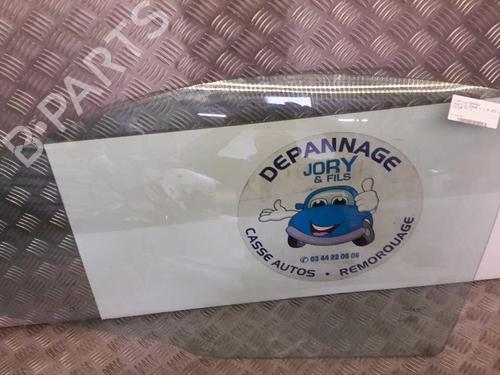 B-PARTS
DEPANNAGE
JORY
& FILS
03 44 22 06 06
CASSE AUTOS • REMORQUAGE